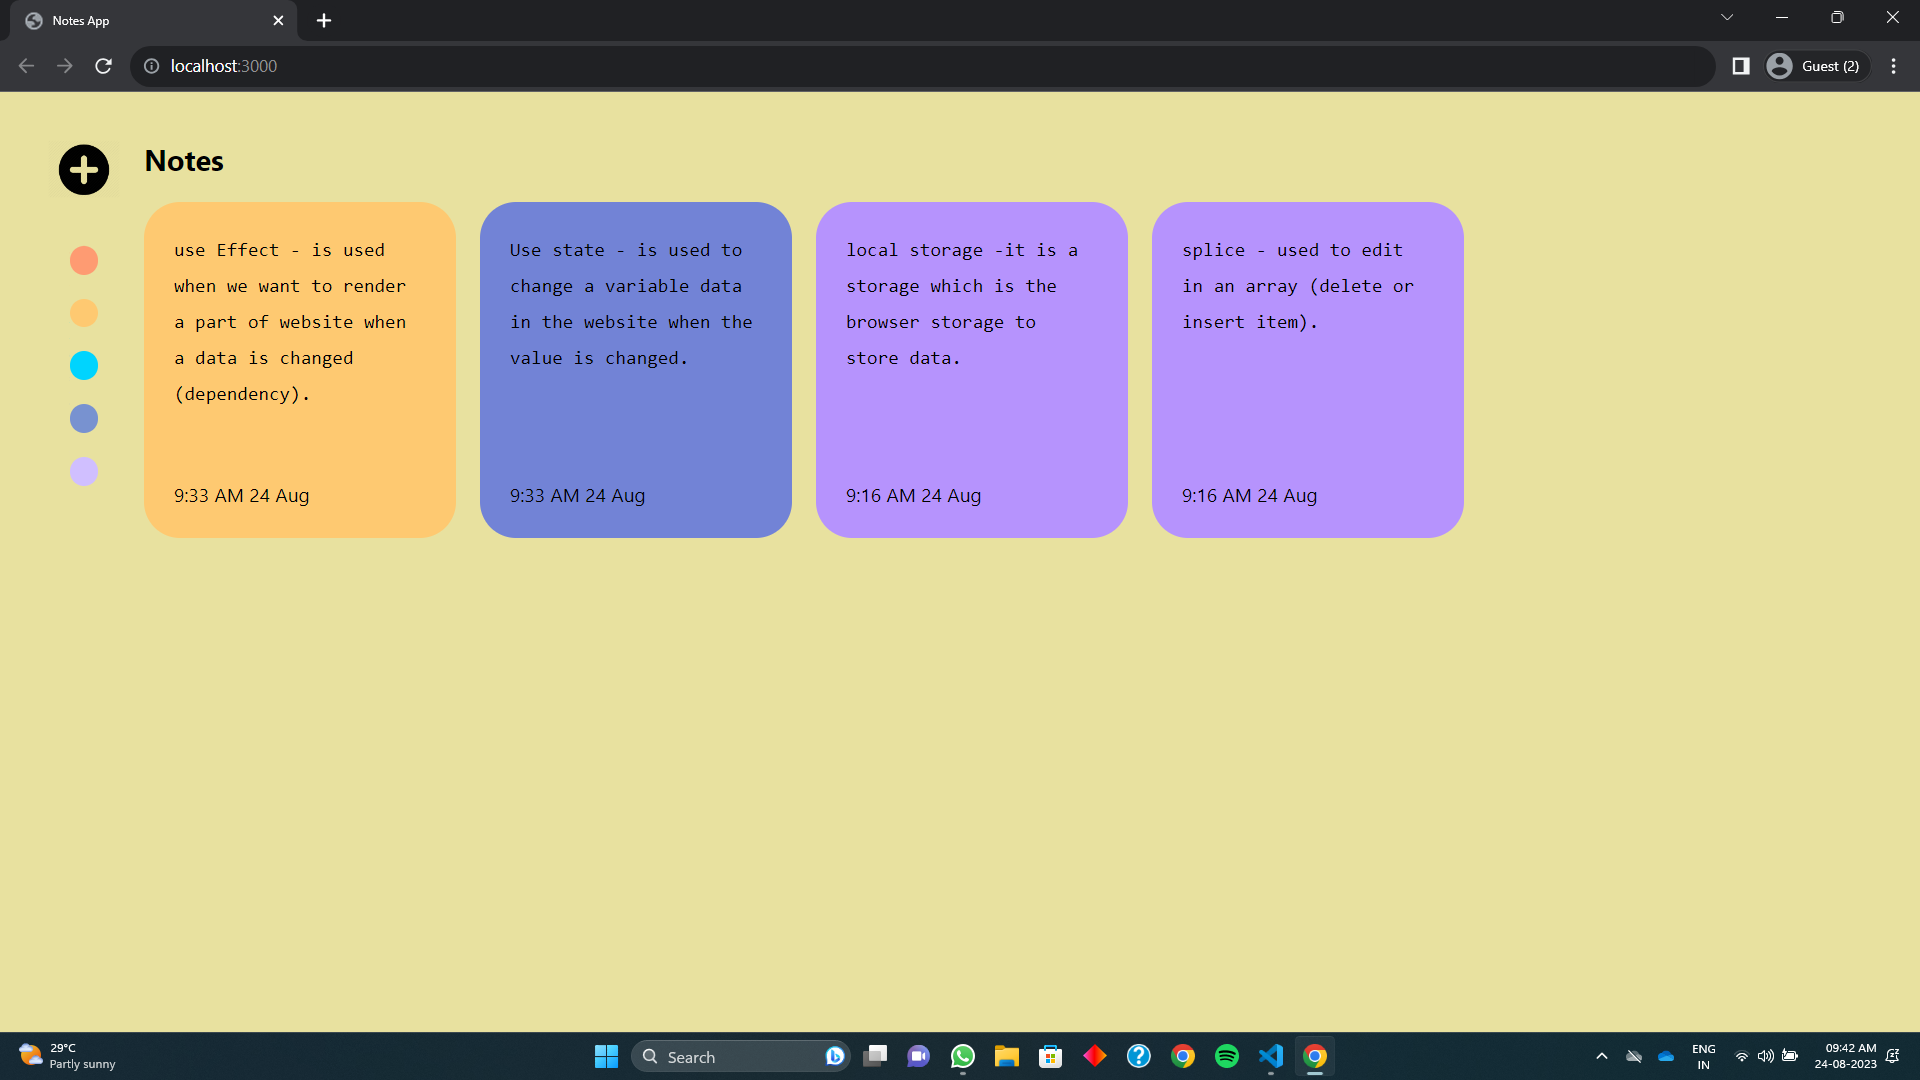 Notes App
localhost:3000
Guest (2)
Notes
use Effect - is used
when we want to render
a part of website when
a data is changed
(dependency).
9:33 AM 24 Aug
Use state - is used to
change a variable data
in the website when the
value is changed.
9:33 AM 24 Aug
local storage -it is a
storage which is the
browser storage to
store data.
9:16 AM 24 Aug
splice - used to edit
in an array (delete or
insert item).
9:16 AM 24 Aug
29°C
Partly sunny
Search
ENG
IN
09:42 AM
24-08-2023